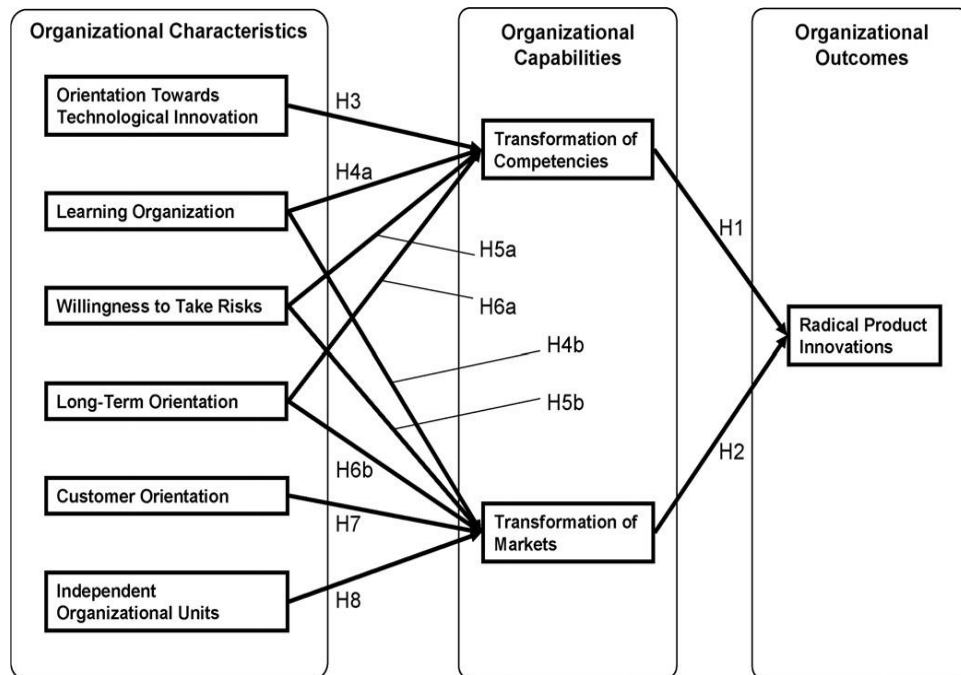 Organizational Characteristics
Orientation Towards
Technological Innovation
Learning Organization
Willingness to Take Risks
Long-Term Orientation
Customer Orientation
Independent
Organizational Units
H3
H4a
H5a
H6a
H4b
H5b
H6b
H7
H8
Organizational
Capabilities
Transformation of
Competencies
Transformation of
Markets
H1
H2
Organizational
Outcomes
Radical Product
Innovations